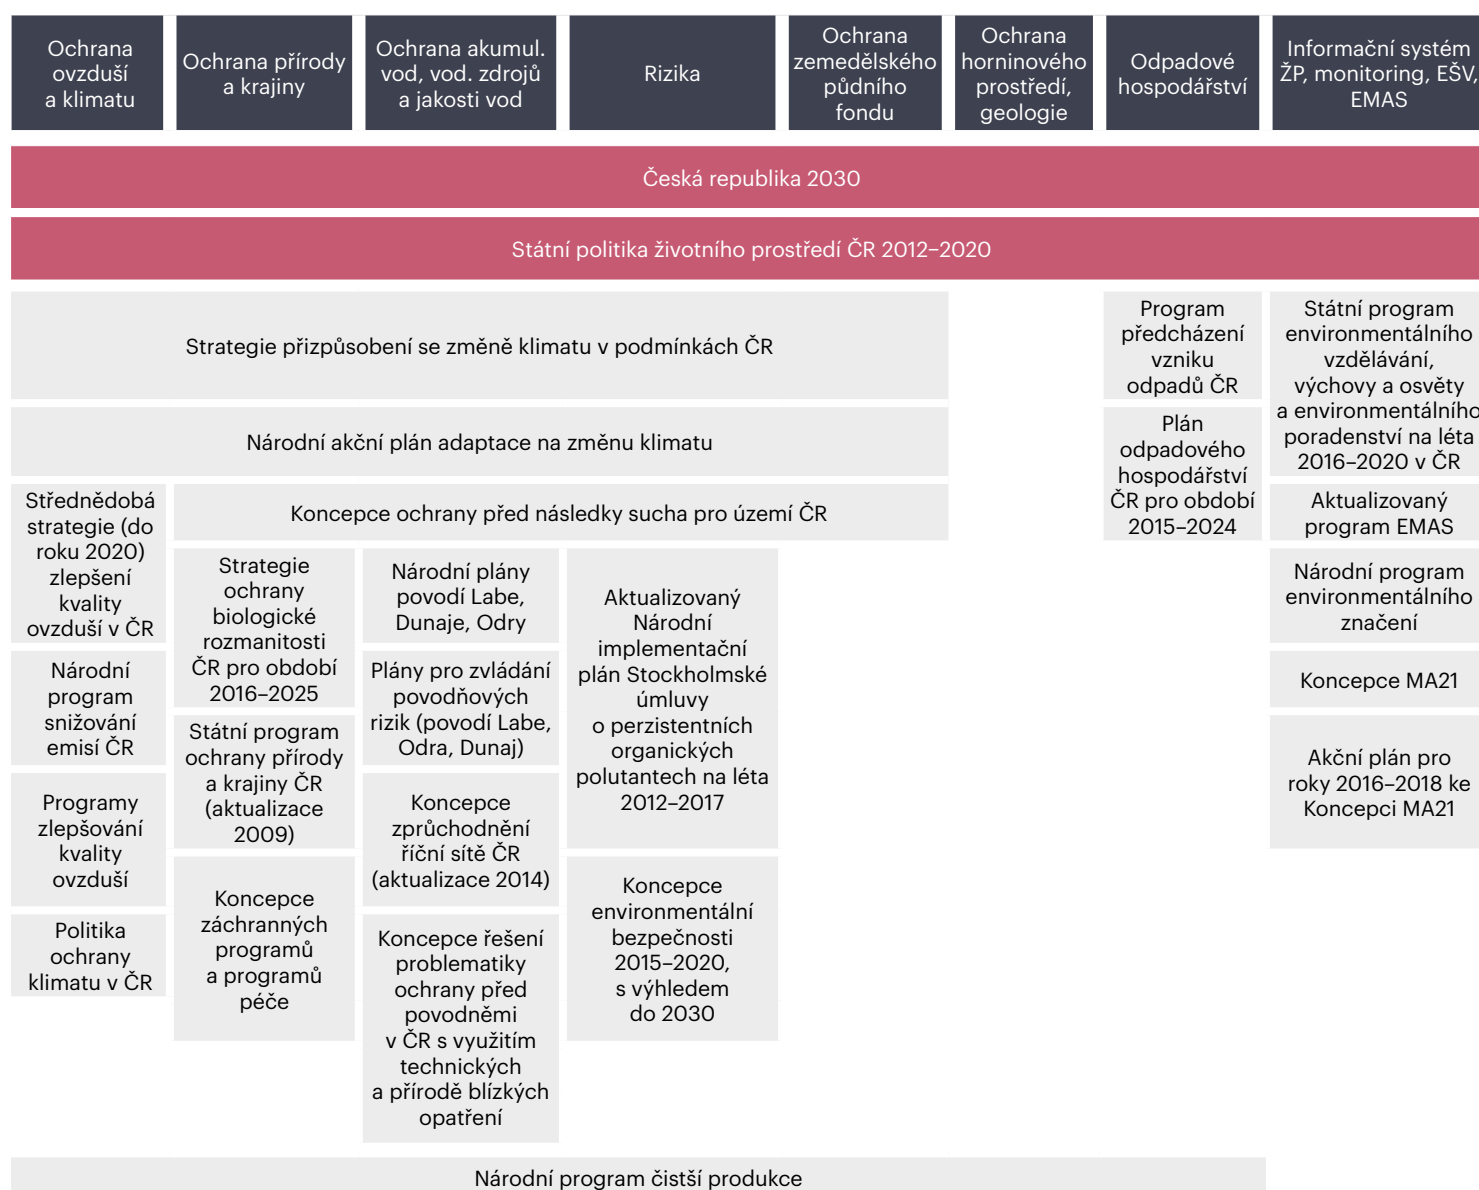 Ochrana
ovzduší
a klimatu
Ochrana přírody
a krajiny
Ochrana akumul.
vod, vod. zdrojů
a jakosti vod
Rizika
Ochrana
zemědělského
půdního
fondu
Ochrana
horninového
prostředí,
geologie
Odpadové
hospodářství
Informační systém
ŽP, monitoring, EŠV,
EMAS
Česká republika 2030
Státní politika životního prostředí ČR 2012–2020
Strategie přizpůsobení se změně klimatu v podmínkách ČR
Program
předcházení
vzniku
odpadů ČR
Státní program
environmentálního
vzdělávání,
výchovy a osvěty
a environmentálního
poradenství na léta
2016–2020 v ČR
Národní akční plán adaptace na změnu klimatu
Plán
odpadového
hospodářství
ČR pro období
2015–2024
Střednědobá
strategie (do
roku 2020)
zlepšení
kvality
ovzduší v ČR
Koncepce ochrany před následky sucha pro území ČR
Aktualizovaný
program EMAS
Strategie
ochrany
biologické
rozmanitosti
ČR pro období
2016–2025
Národní plány
povodí Labe,
Dunaje, Odry
Aktualizovaný
Národní
implementační
plán Stockholmské
úmluvy
o perzistentních
organických
polutantech na léta
2012–2017
Národní program
environmentálního
značení
Národní
program
snižování
emisí ČR
Plány pro zvládání
povodňových
rizik (povodí Labe,
Odra, Dunaj)
Koncepce MA21
Státní program
ochrany přírody
a krajiny ČR
(aktualizace
2009)
Akční plán pro
roky 2016–2018 ke
Koncepci MA21
Programy
zlepšování
kvality
ovzduší
Koncepce
zprůchodnění
říční sítě ČR
(aktualizace 2014)
Koncepce
záchranných
programů
a programů
péče
Koncepce
environmentální
bezpečnosti
2015–2020,
s výhledem
do 2030
Politika
ochrany
klimatu v ČR
Koncepce řešení
problematiky
ochrany před
povodněmi
v ČR s využitím
technických
a přírodě blízkých
opatření
Národní program čistší produkce